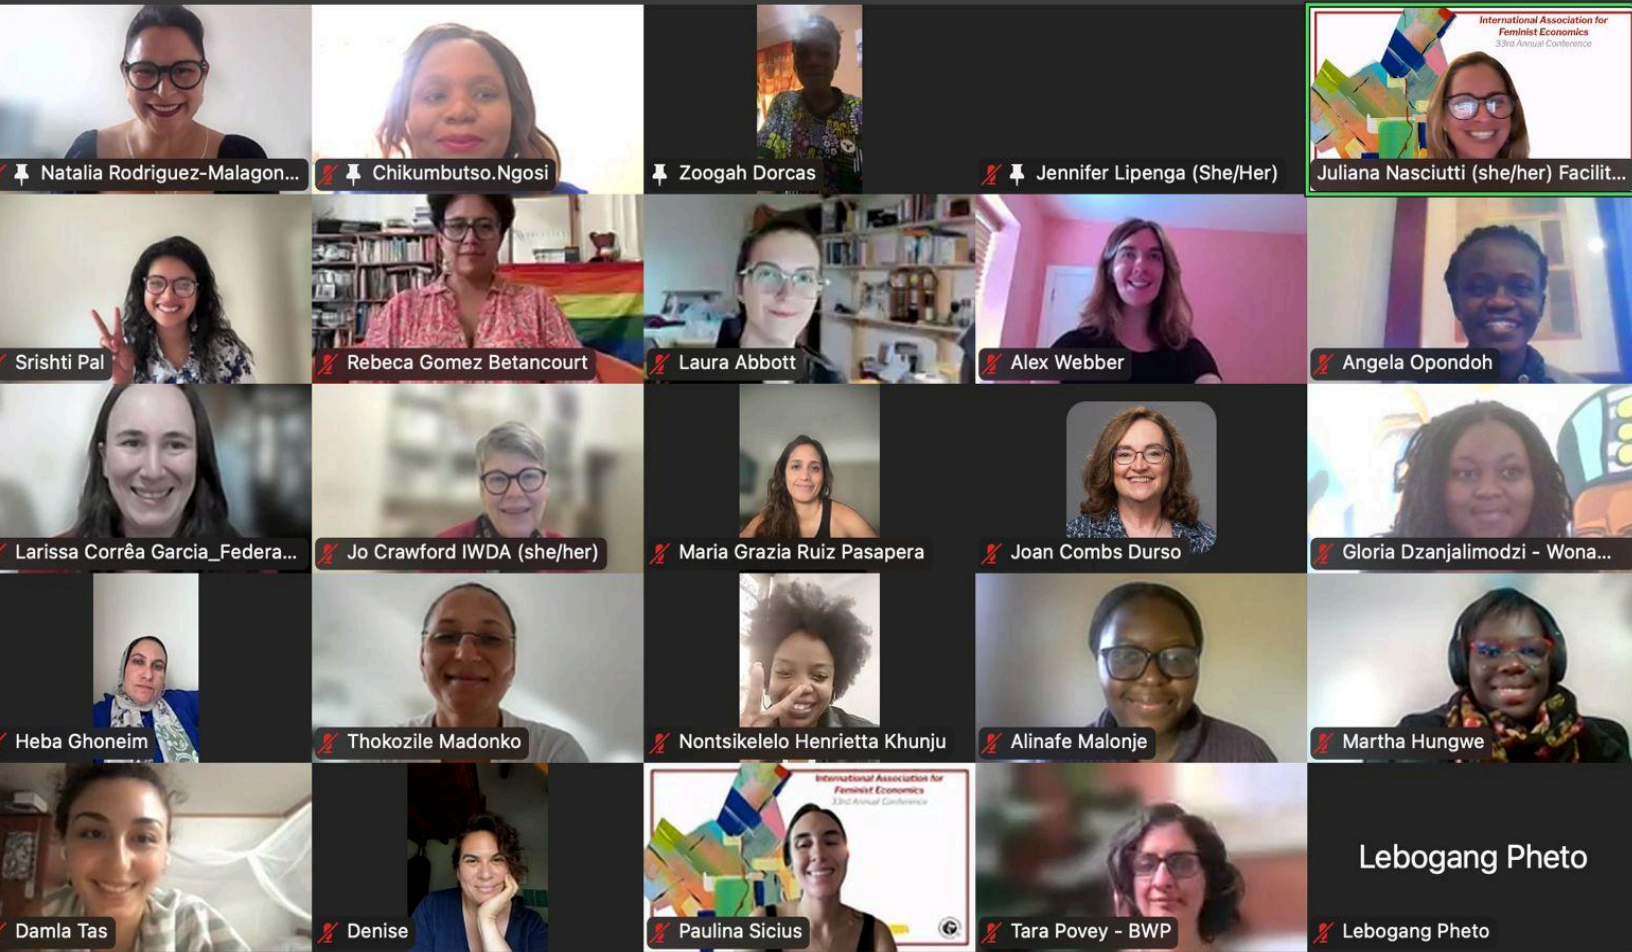 International Association for
Feminist Economics
33rd Annual Conference
Natalia Rodriguez-Malagon...
Chikumbutso.Ngosi
Zoogah Dorcas
Jennifer Lipenga (She/Her)
Juliana Nasciutti (she/her) Facilit...
Srishti Pal
Rebeca Gomez Betancourt
Laura Abbott
Alex Webber
Angela Opondoh
Larissa Corrêa Garcia_Federa...
Jo Crawford IWDA (she/her)
Maria Grazia Ruiz Pasapera
Joan Combs Durso
Gloria Dzanjalimodzi - Wona...
Heba Ghoneim
Thokozile Madonko
Nontsikelelo Henrietta Khunju
Alinafe Malonje
Martha Hungwe
International Association for
Feminist Economics
33rd Annual Conference
Lebogang Pheto
Damla Tas
Denise
Paulina Sicius
Tara Povey - BWP
Lebogang Pheto